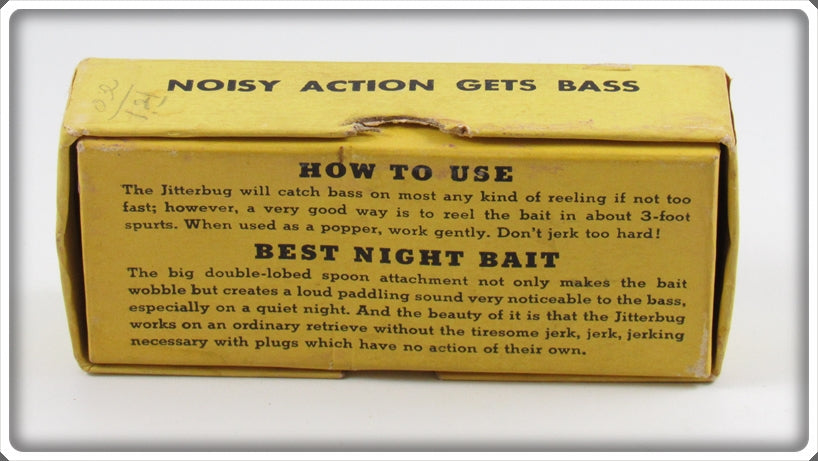 NOISY ACTION GETS BASS
HOW TO USE
The Jitterbug will catch bass on most any kind of reeling if not too
fast; however, a very good way is to reel the bait in about 3-foot
spurts. When used as a popper, work gently. Don't jerk too hard!
BEST NIGHT BAIT
The big double-lobed spoon attachment not only makes the bait
wobble but creates a loud paddling sound very noticeable to the bass,
especially on a quiet night. And the beauty of it is that the Jitterbug
works on an ordinary retrieve without the tiresome jerk, jerk, jerking
necessary with plugs which have no action of their own.